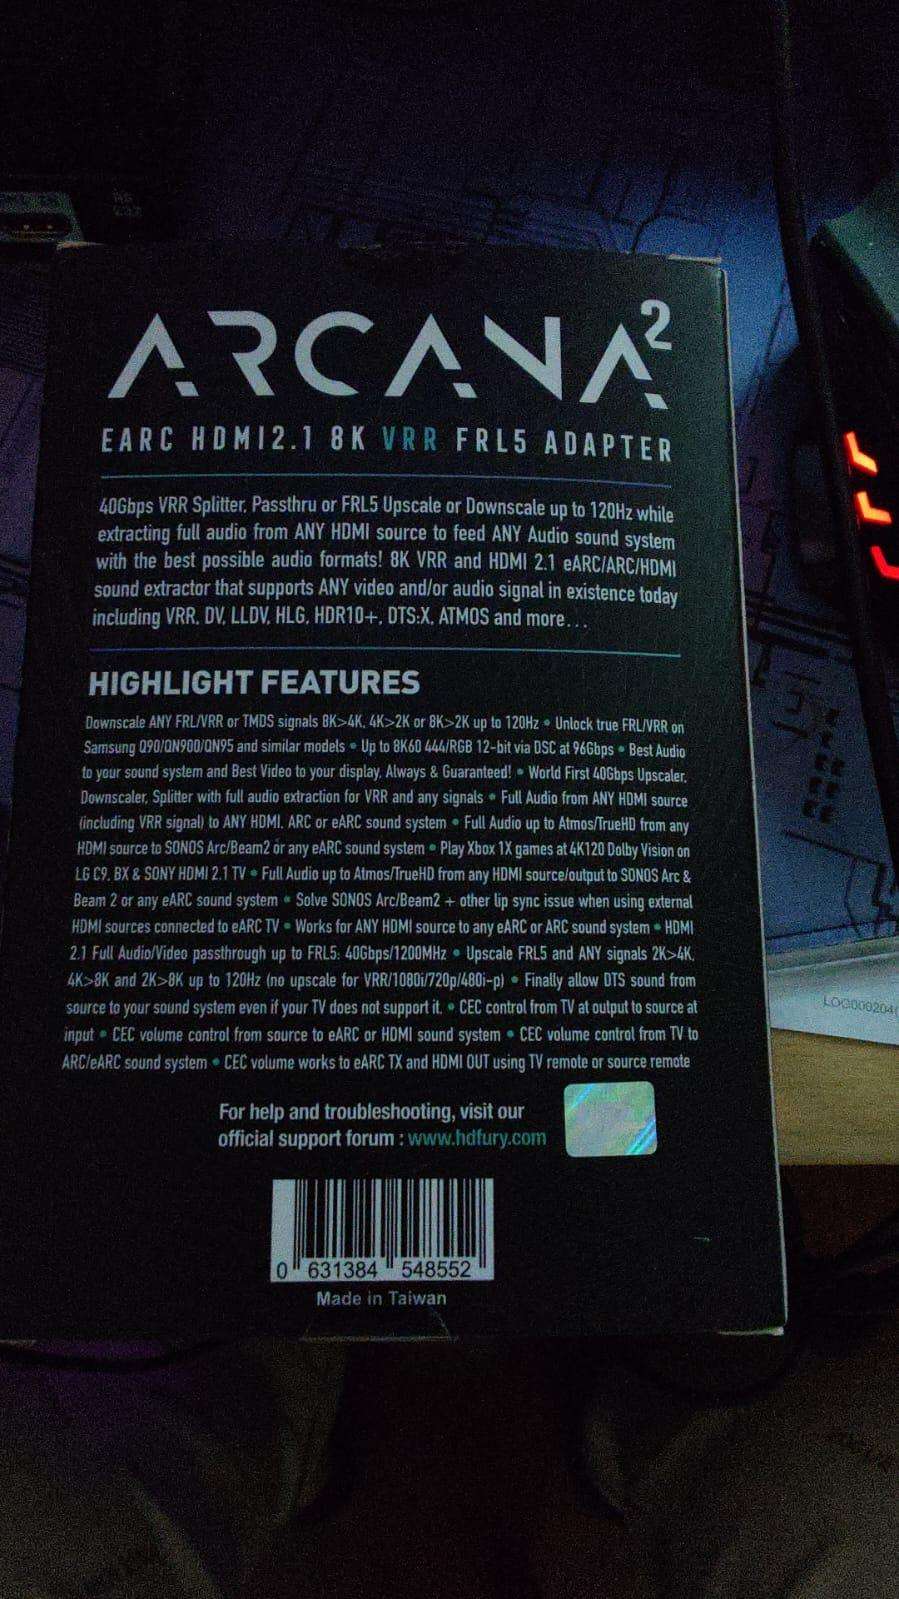 ARCANA²
EARC HDMI2.1 8K VRR FRL5 ADAPTER
40Gbps VRR Splitter, Passthru or FRL5 Upscale or Downscale up to 120Hz while
extracting full audio from ANY HDMI source to feed ANY Audio sound system
with the best possible audio formats! 8K VRR and HDMI 2.1 eARC/ARC/HDMI
sound extractor that supports ANY video and/or audio signal in existence today
including VRR, DV, LLDV, HLG, HDR10+, DTS:X, ATMOS and more...
HIGHLIGHT FEATURES
Downscale ANY FRL/VRR or TMDS signals 8K>4K, 4K>2K or 8K>2K up to 120Hz • Unlock true FRL/VRR on
Samsung Q90/QN900/QN95 and similar models • Up to 8K60 444/RGB 12-bit via DSC at 96Gbps • Best Audio
to your sound system and Best Video to your display, Always & Guaranteed! • World First 40Gbps Upscaler,
Downscaler, Splitter with full audio extraction for VRR and any signals • Full Audio from ANY HDMI source
(including VRR signal) to ANY HDMI, ARC or eARC sound system • Full Audio up to Atmos/TrueHD from any
HDMI source to SONOS Arc/Beam2 or any eARC sound system • Play Xbox 1X games at 4K120 Dolby Vision on
LG C9, BX & SONY HDMI 2.1 TV • Full Audio up to Atmos/TrueHD from any HDMI source/output to SONOS Arc &
Beam 2 or any eARC sound system • Solve SONOS Arc/Beam2 + other lip sync issue when using external
HDMI sources connected to eARC TV • Works for ANY HDMI source to any eARC or ARC sound system • HDMI
2.1 Full Audio/Video passthrough up to FRL5: 40Gbps/1200MHz • Upscale FRL5 and ANY signals 2K>4K,
4K>8K and 2K>8K up to 120Hz (no upscale for VRR/1080i/720p/480i-p) • Finally allow DTS sound from
source to your sound system even if your TV does not support it. • CEC control from TV at output to source at
input • CEC volume control from source to eARC or HDMI sound system • CEC volume control from TV to
ARC/eARC sound system • CEC volume works to eARC TX and HDMI OUT using TV remote or source remote
For help and troubleshooting, visit our
official support forum : www.hdfury.com
0 631384 548552
Made in Taiwan